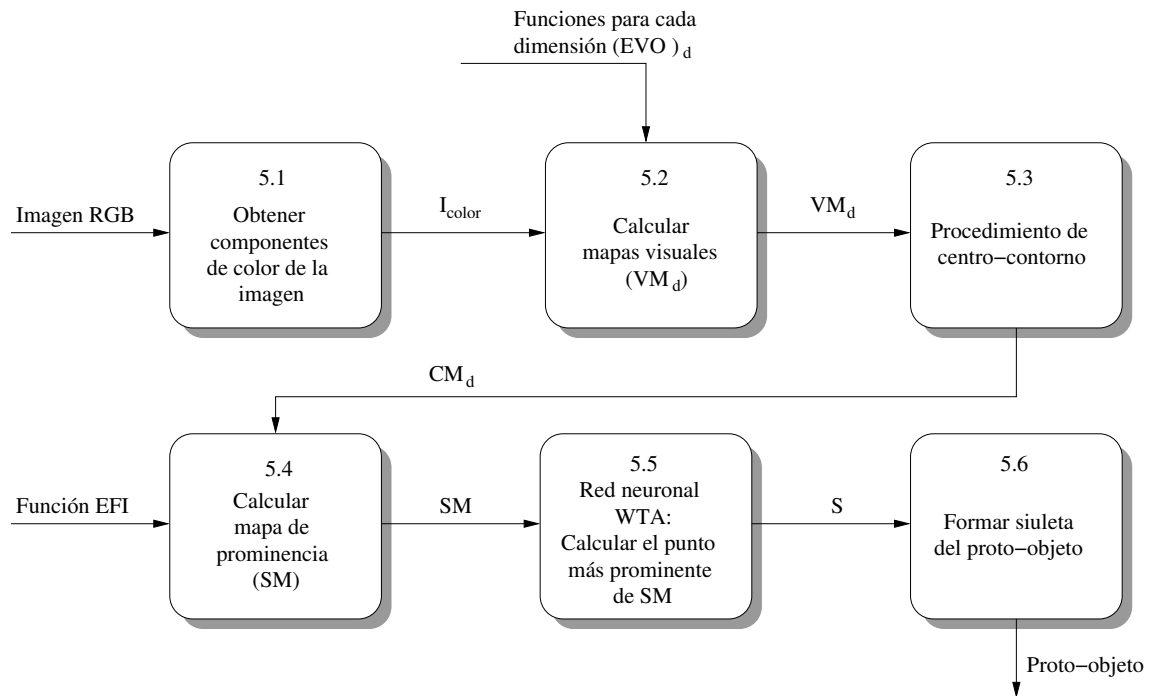 Funciones para cada
dimensión (EVO )d
5.1
Obtener
componentes
de color de la
imagen
5.2
Calcular
mapas visuales
(VMd)
5.3
Procedimiento de
centro−contorno
Imagen RGB
Icolor
VMd
CMd
5.4
Calcular
mapa de
prominencia
(SM)
5.5
Red neuronal
WTA:
Calcular el punto
más prominente
de SM
5.6
Formar siuleta
del proto−objeto
Función EFI
SM
S
Proto−objeto